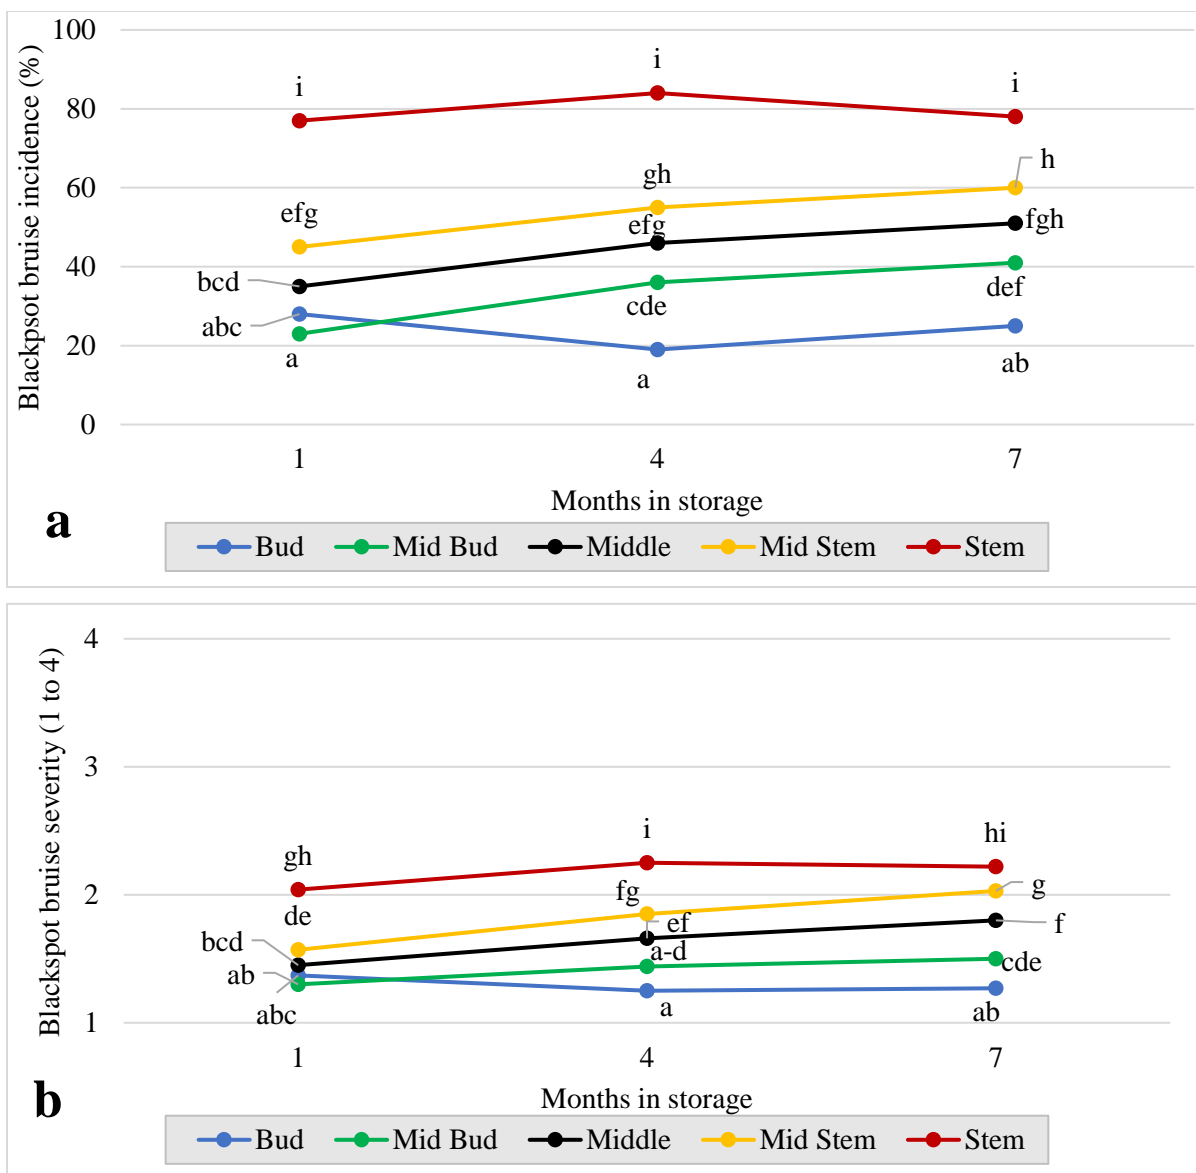 Blackpsot bruise incidence (%)
100
80
60
40
20
0
i
i
i
efg
gh
h
bcd
efg
fgh
abc
cde
def
a
a
ab
1 4 7
Months in storage
a
Bud Mid Bud Middle Mid Stem Stem
Blackspot bruise severity (1 to 4)
4
3
2
1
gh
i
hi
de
fg
g
bcd
ef
f
ab
a-d
cde
abc
a
ab
1 4 7
Months in storage
b
Bud Mid Bud Middle Mid Stem Stem